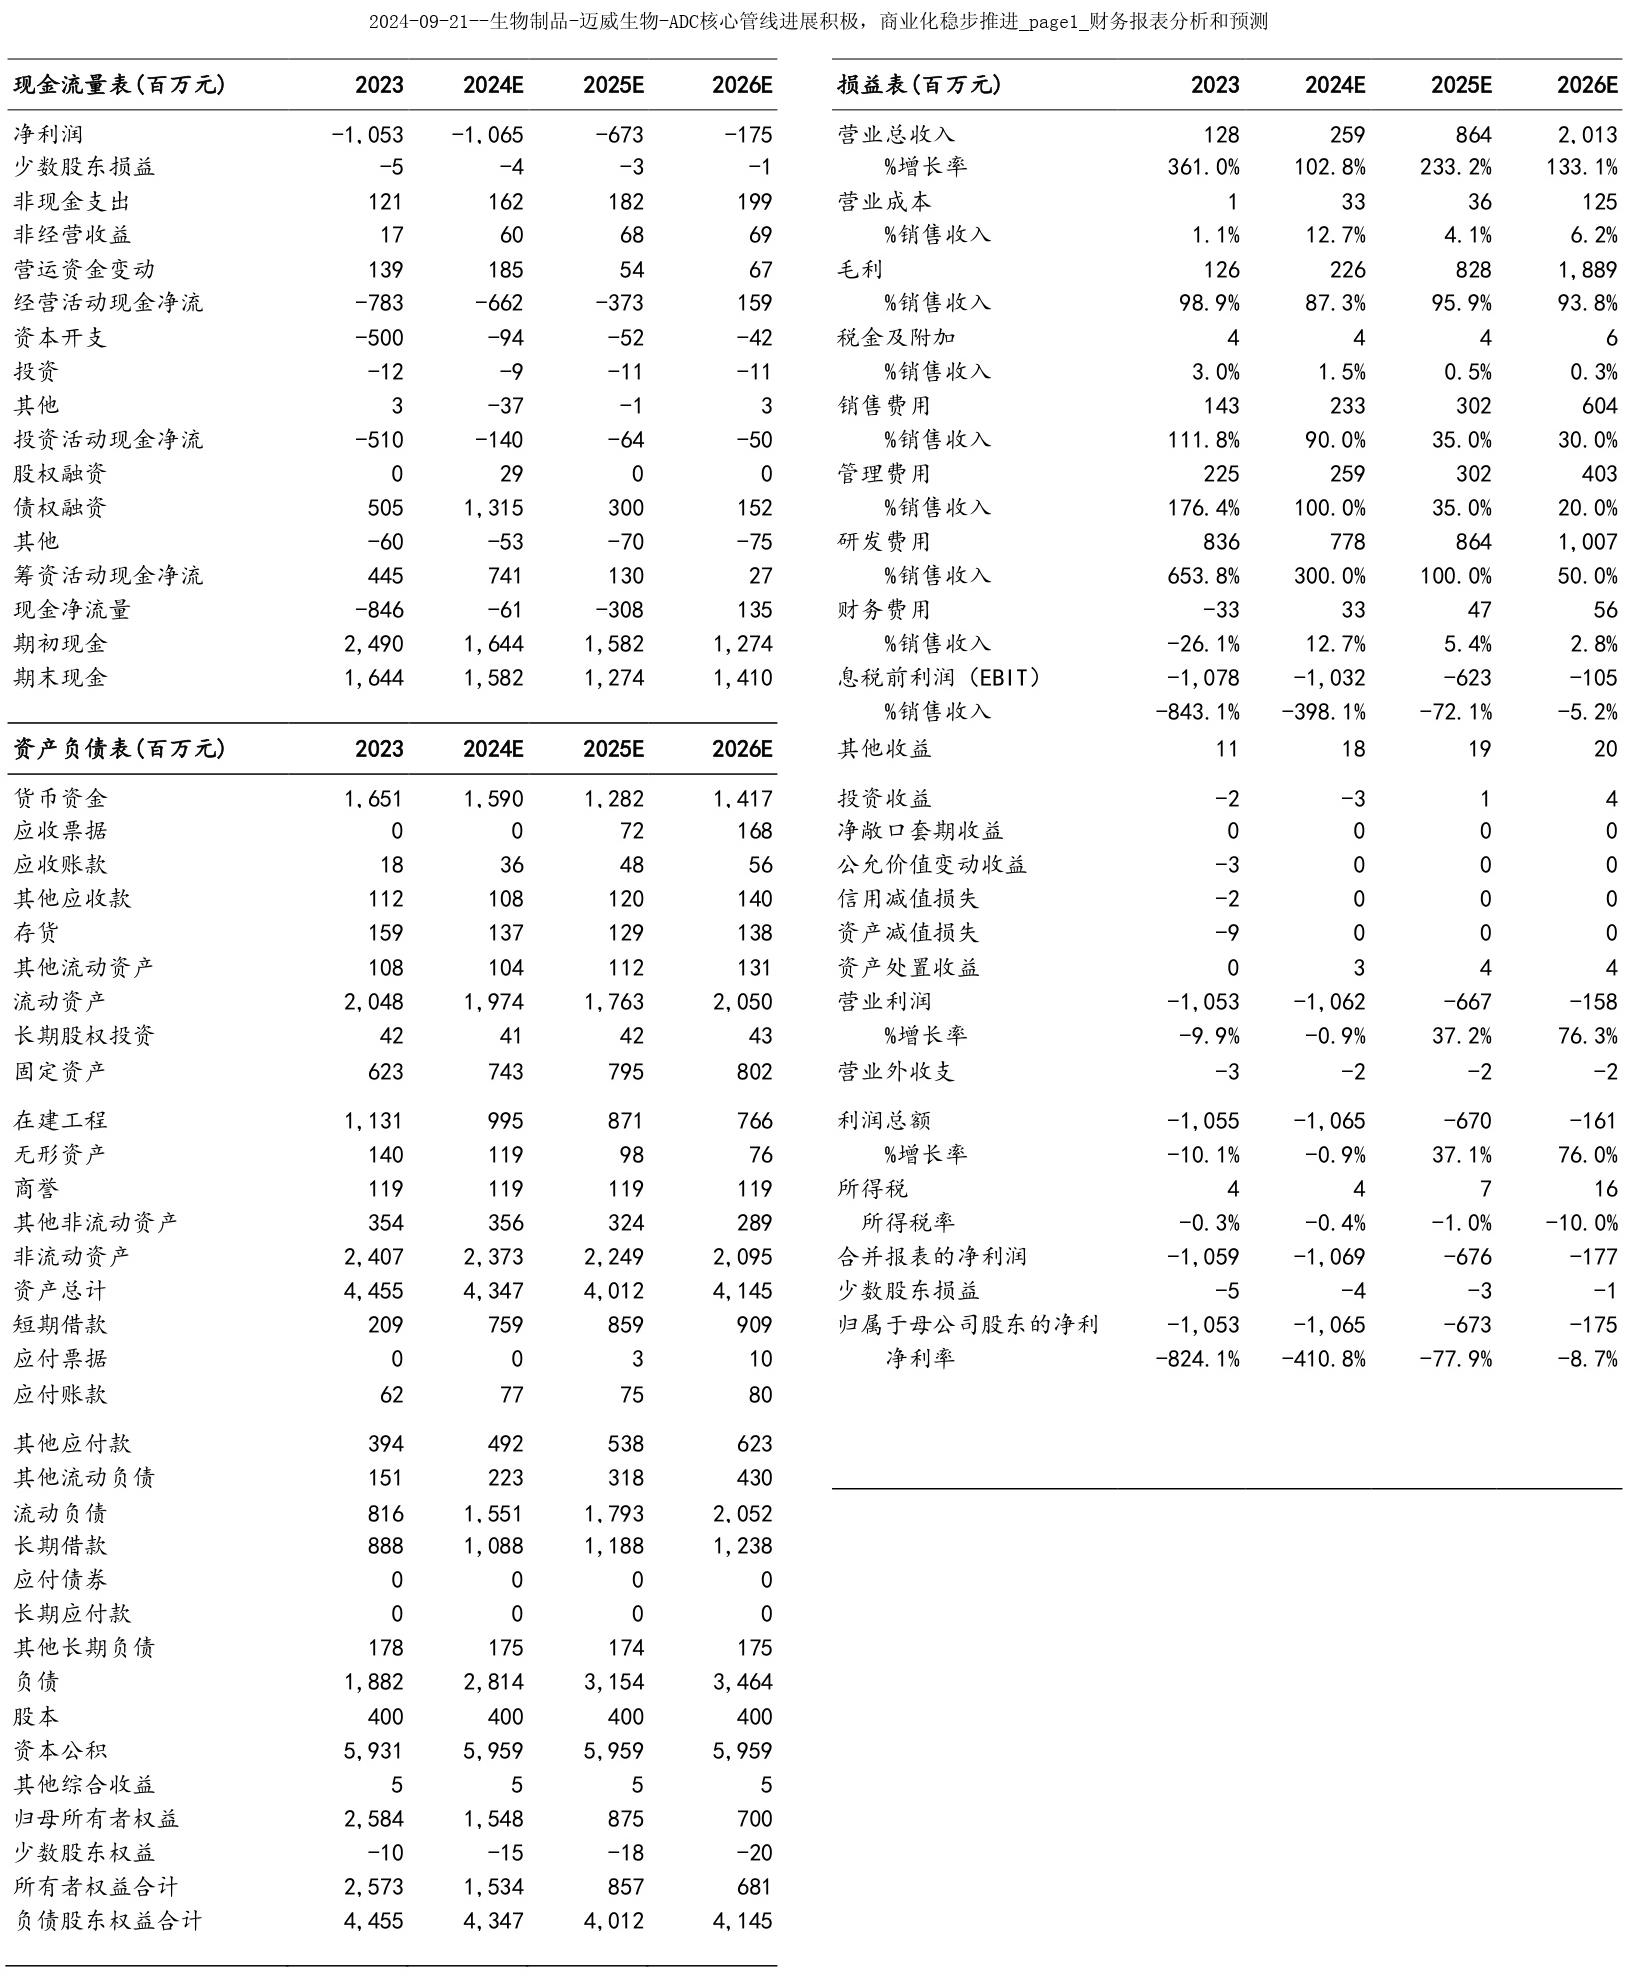 2024-09-21--生物制品-迈威生物-ADC核心管线进展积极，商业化稳步推进_page1_财务报表分析和预测
现金流量表(百万元) 2023 2024E 2025E 2026E
净利润 -1,053 -1,065 -673 -175
少数股东损益 -5 -4 -3 -1
非现金支出 121 162 182 199
非经营收益 17 60 68 69
营运资金变动 139 185 54 67
经营活动现金净流 -783 -662 -373 159
资本开支 -500 -94 -52 -42
投资 -12 -9 -11 -11
其他 3 -37 -1 3
投资活动现金净流 -510 -140 -64 -50
股权融资 0 29 0 0
债权融资 505 1,315 300 152
其他 -60 -53 -70 -75
筹资活动现金净流 445 741 130 27
现金净流量 -846 -61 -308 135
期初现金 2,490 1,644 1,582 1,274
期末现金 1,644 1,582 1,274 1,410
资产负债表(百万元) 2023 2024E 2025E 2026E
货币资金 1,651 1,590 1,282 1,417
应收票据 0 0 72 168
应收账款 18 36 48 56
其他应收款 112 108 120 140
存货 159 137 129 138
其他流动资产 108 104 112 131
流动资产 2,048 1,974 1,763 2,050
长期股权投资 42 41 42 43
固定资产 623 743 795 802
在建工程 1,131 995 871 766
无形资产 140 119 98 76
商誉 119 119 119 119
其他非流动资产 354 356 324 289
非流动资产 2,407 2,373 2,249 2,095
资产总计 4,455 4,347 4,012 4,145
短期借款 209 759 859 909
应付票据 0 0 3 10
应付账款 62 77 75 80
其他应付款 394 492 538 623
其他流动负债 151 223 318 430
流动负债 816 1,551 1,793 2,052
长期借款 888 1,088 1,188 1,238
应付债券 0 0 0 0
长期应付款 0 0 0 0
其他长期负债 178 175 174 175
负债 1,882 2,814 3,154 3,464
股本 400 400 400 400
资本公积 5,931 5,959 5,959 5,959
其他综合收益 5 5 5 5
归母所有者权益 2,584 1,548 875 700
少数股东权益 -10 -15 -18 -20
所有者权益合计 2,573 1,534 857 681
负债股东权益合计 4,455 4,347 4,012 4,145
损益表(百万元) 2023 2024E 2025E 2026E
营业总收入 128 259 864 2,013
%增长率 361.0% 102.8% 233.2% 133.1%
营业成本 1 33 36 125
%销售收入 1.1% 12.7% 4.1% 6.2%
毛利 126 226 828 1,889
%销售收入 98.9% 87.3% 95.9% 93.8%
税金及附加 4 4 4 6
%销售收入 3.0% 1.5% 0.5% 0.3%
销售费用 143 233 302 604
%销售收入 111.8% 90.0% 35.0% 30.0%
管理费用 225 259 302 403
%销售收入 176.4% 100.0% 35.0% 20.0%
研发费用 836 778 864 1,007
%销售收入 653.8% 300.0% 100.0% 50.0%
财务费用 -33 33 47 56
%销售收入 -26.1% 12.7% 5.4% 2.8%
息税前利润（EBIT） -1,078 -1,032 -623 -105
%销售收入 -843.1% -398.1% -72.1% -5.2%
其他收益 11 18 19 20
投资收益 -2 -3 1 4
净敞口套期收益 0 0 0 0
公允价值变动收益 -3 0 0 0
信用减值损失 -2 0 0 0
资产减值损失 -9 0 0 0
资产处置收益 0 3 4 4
营业利润 -1,053 -1,062 -667 -158
%增长率 -9.9% -0.9% 37.2% 76.3%
营业外收支 -3 -2 -2 -2
利润总额 -1,055 -1,065 -670 -161
%增长率 -10.1% -0.9% 37.1% 76.0%
所得税 4 4 7 16
所得税率 -0.3% -0.4% -1.0% -10.0%
合并报表的净利润 -1,059 -1,069 -676 -177
少数股东损益 -5 -4 -3 -1
归属于母公司股东的净利 -1,053 -1,065 -673 -175
净利率 -824.1% -410.8% -77.9% -8.7%